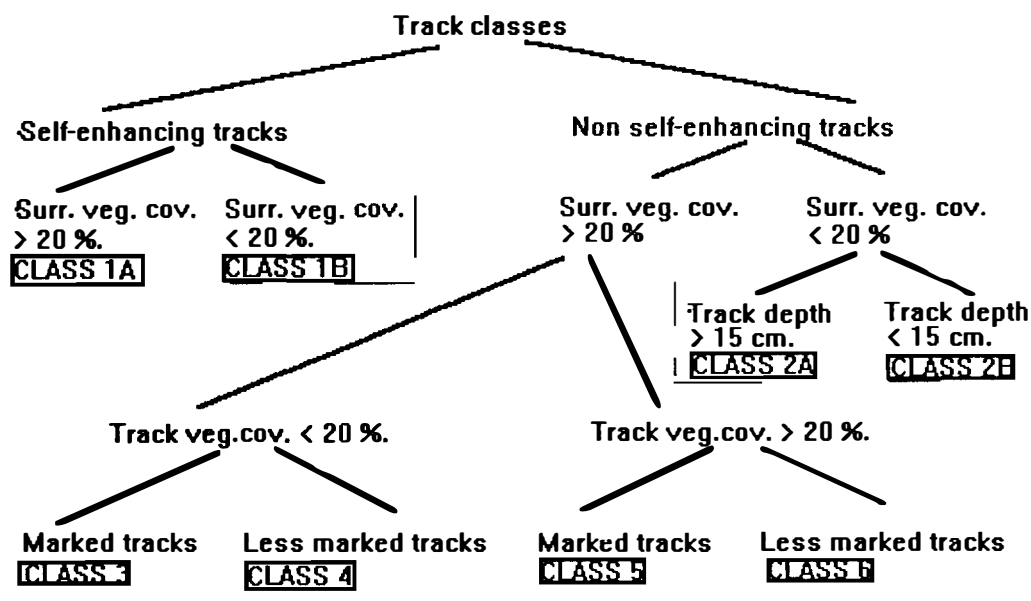 Track classes
Self-enhancing tracks
Non self-enhancing tracks
Surr. veg. cov.
> 20 %.
CLASS 1A
Surr. veg. cov.
< 20 %.
CLASS 1B
Surr. veg. cov.
> 20 %
Surr. veg. cov.
< 20 %
Track depth
> 15 cm.
CLASS 2A
Track depth
< 15 cm.
CLASS 2B
Track veg.cov. < 20 %.
Track veg.cov. > 20 %.
Marked tracks
CLASS 3
Less marked tracks
CLASS 4
Marked tracks
CLASS 5
Less marked tracks
CLASS 6